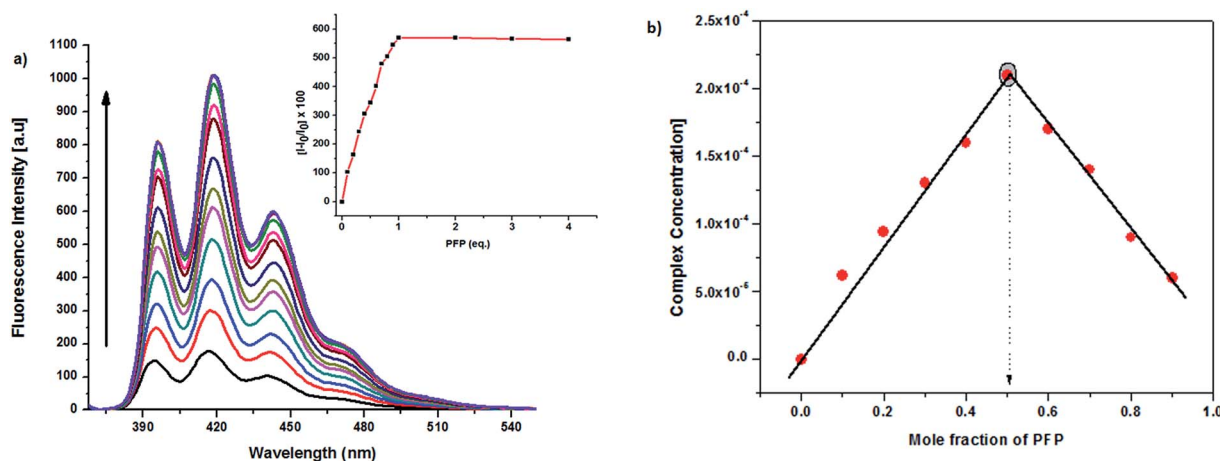 a)
1100
1000
900
800
700
600
500
400
300
200
100
0
Fluorescence Intensity [a.u]
390 420 450 480 510 540
Wavelength (nm)
600
500
400
300
200
100
0
[I-I0/I0] x 100
0 1 2 3 4
PFP (eq.)
b)
2.5x10-4
2.0x10-4
1.5x10-4
1.0x10-4
5.0x10-5
0.0
Complex Concentration]
0.0 0.2 0.4 0.6 0.8 1.0
Mole fraction of PFP